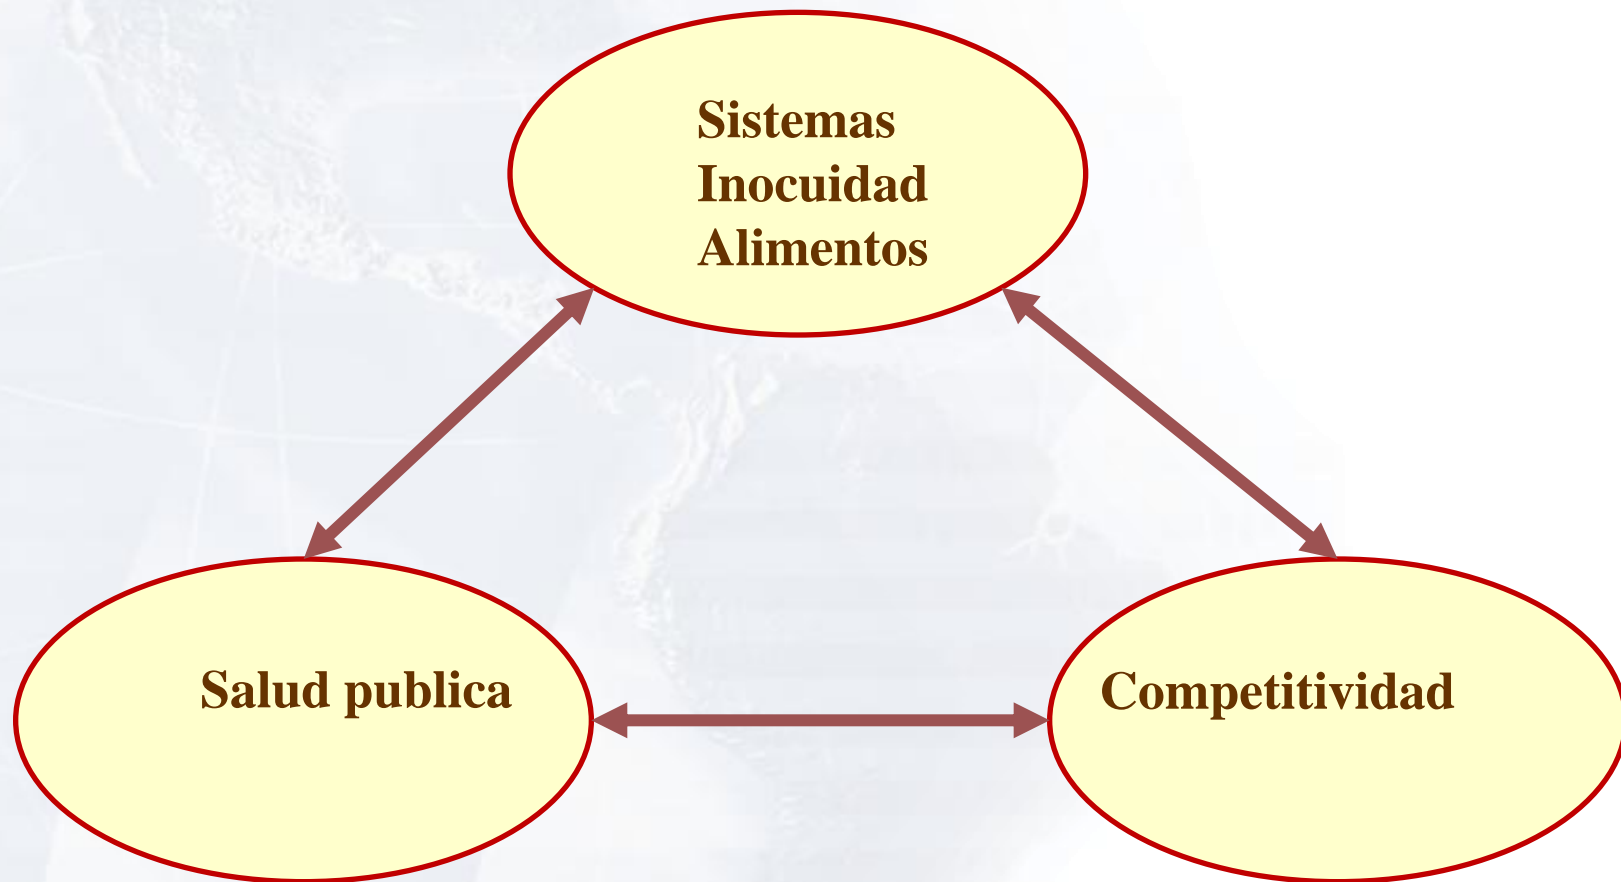 Sistemas
Inocuidad
Alimentos
Salud publica
Competitividad